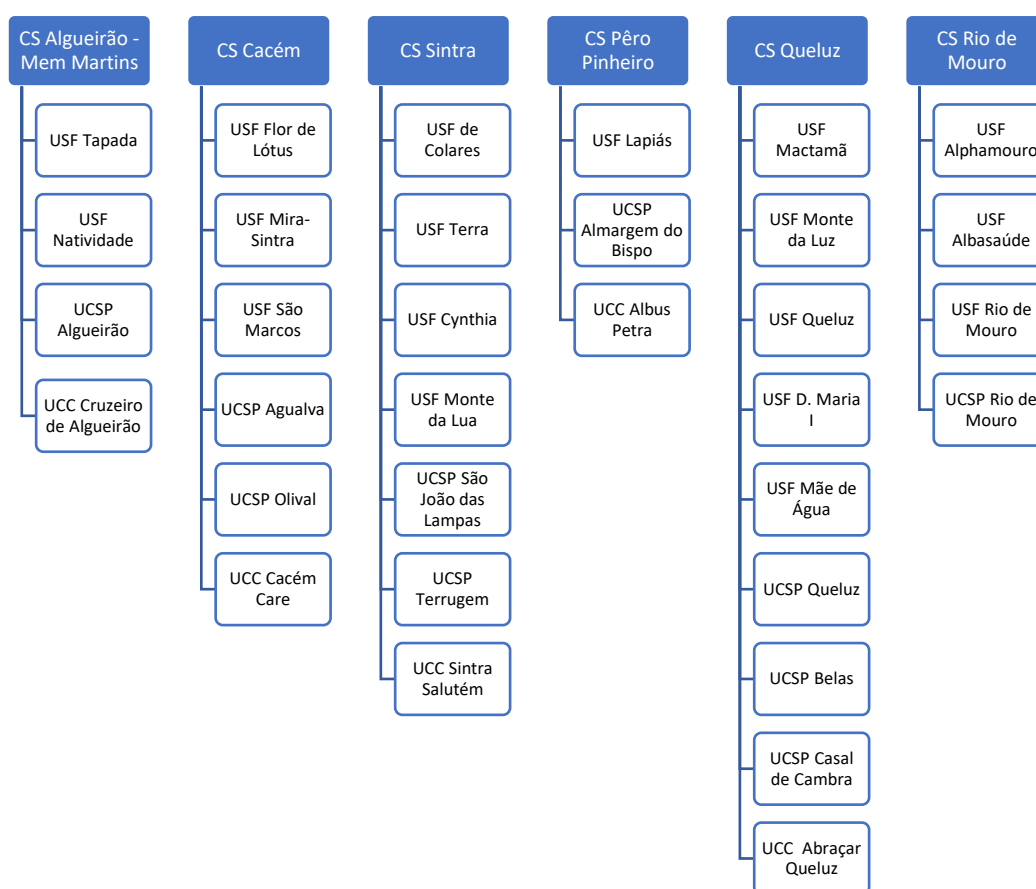 CS Algueirão -
Mem Martins
USF Tapada
USF
Natividade
UCSP
Algueirão
UCC Cruzeiro
de Algueirão
CS Cacém
USF Flor de
Lótus
USF Mira-
Sintra
USF São
Marcos
UCSP Agualva
UCSP Olival
UCC Cacém
Care
CS Sintra
USF de
Colares
USF Terra
USF Cynthia
USF Monte
da Lua
UCSP São
João das
Lampas
UCSP
Terrugem
UCC Sintra
Salutém
CS Pêro
Pinheiro
USF Lapiás
UCSP
Almargem do
Bispo
UCC Albus
Petra
CS Queluz
USF
Mactamã
USF Monte
da Luz
USF Queluz
USF D. Maria
I
USF Mãe de
Água
UCSP Queluz
UCSP Belas
UCSP Casal
de Cambra
UCC Abraçar
Queluz
CS Rio de
Mouro
USF
Alphamouro
USF
Albasaúde
USF Rio de
Mouro
UCSP Rio de
Mouro